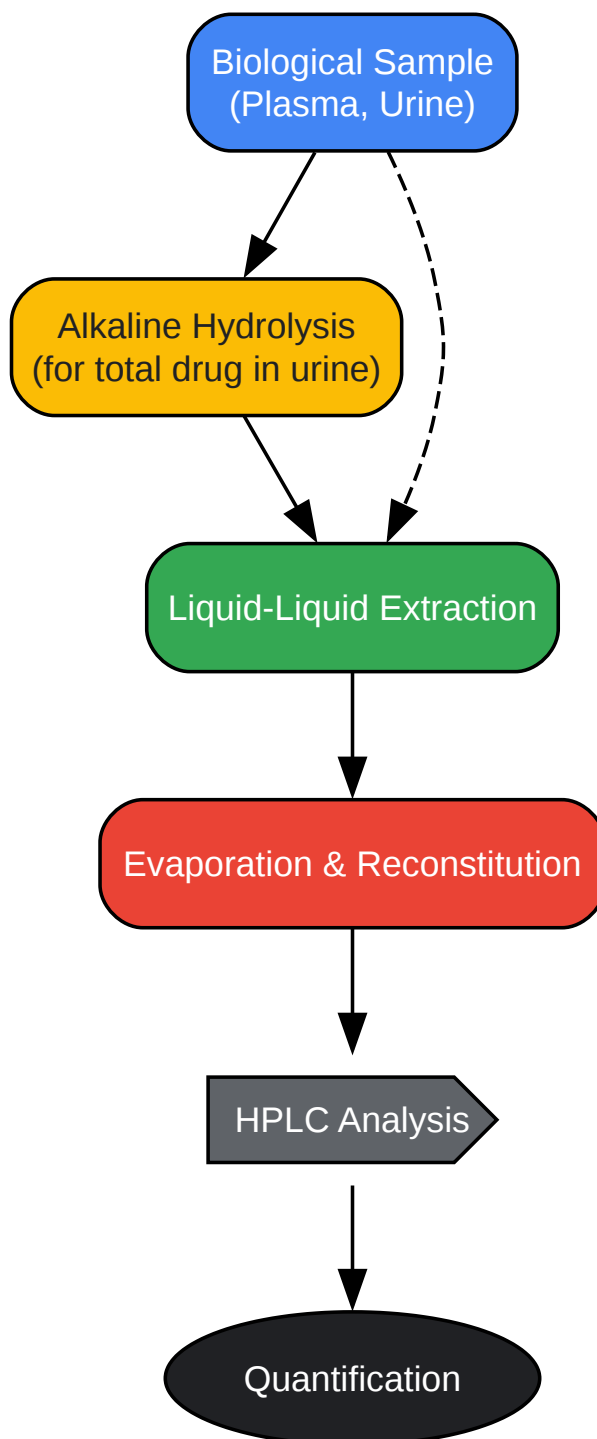 Biological Sample
(Plasma, Urine)
Alkaline Hydrolysis
(for total drug in urine)
Liquid-Liquid Extraction
Evaporation & Reconstitution
HPLC Analysis
Quantification